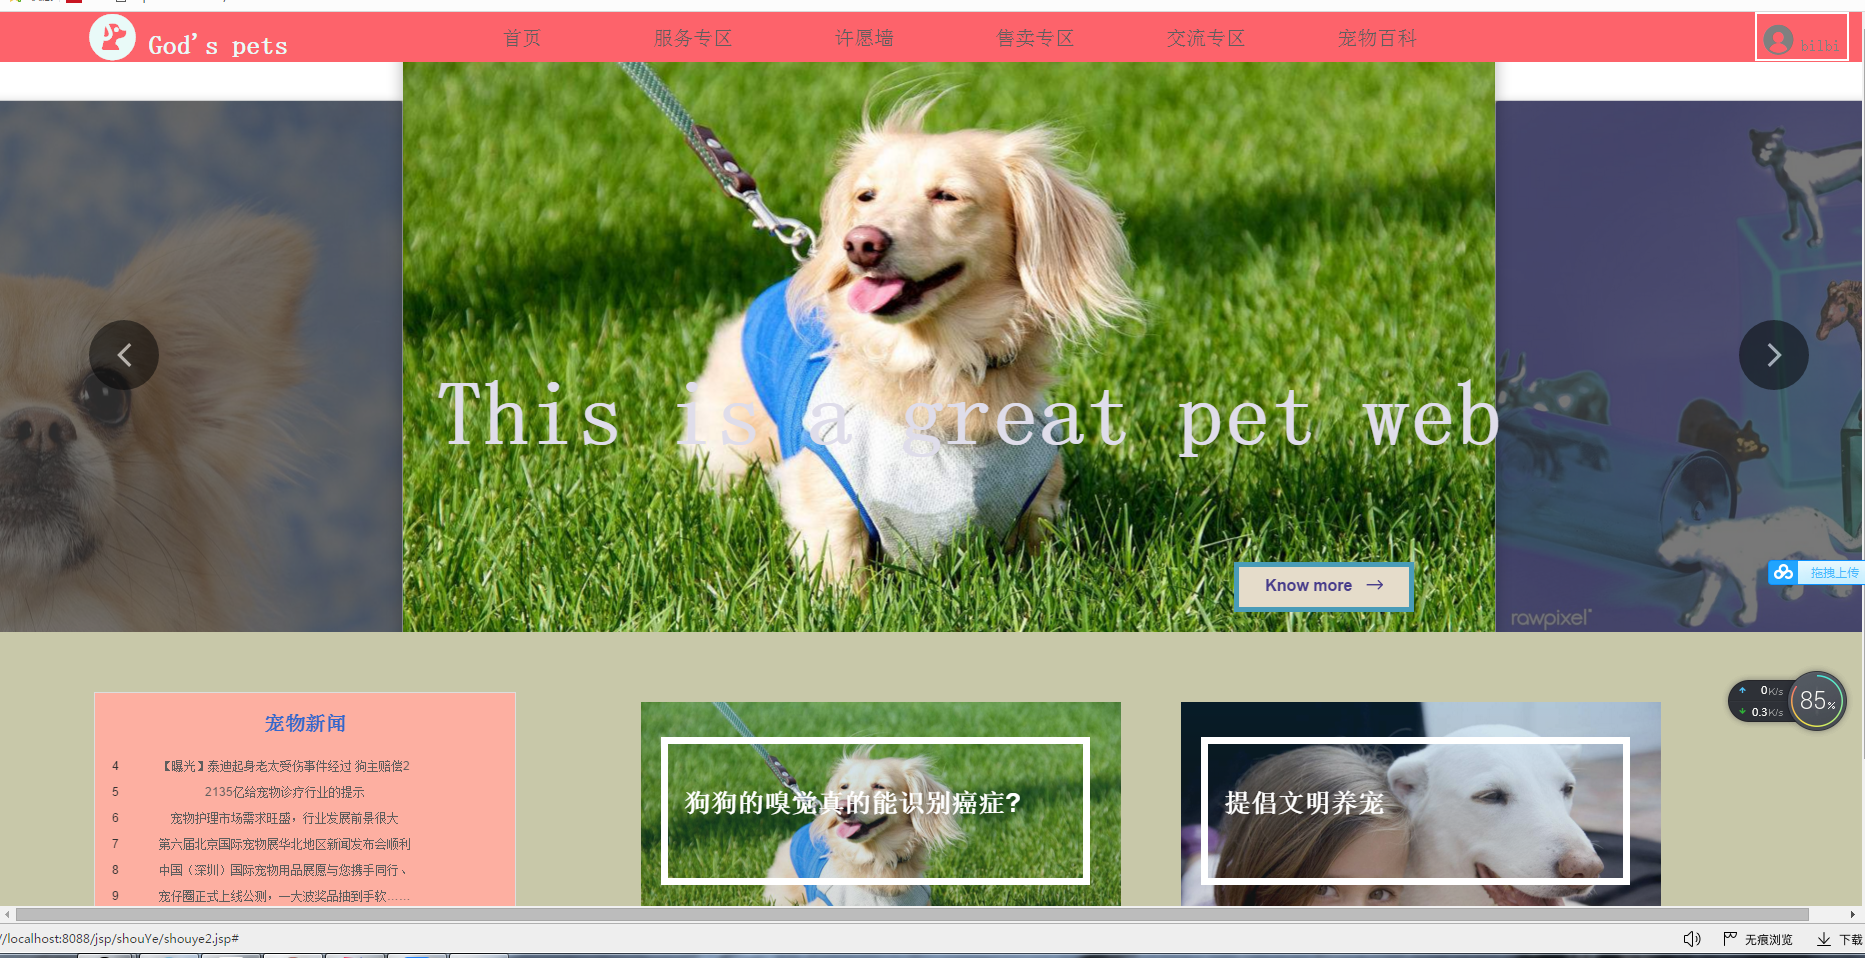 God's pets
首页 服务专区 许愿墙 售卖专区 交流专区 宠物百科
bilbi
This is a great pet web
Know more →
rawpixel
拖拽上传
0K/s
0.3K/s
85%
宠物新闻
4 【曝光】泰迪起身老太受伤事件经过 狗主赔偿2
5 2135亿给宠物诊疗行业的提示
6 宠物护理市场需求旺盛，行业发展前景很大
7 第六届北京国际宠物展华北地区新闻发布会顺利
8 中国（深圳）国际宠物用品展愿与您携手同行、
9 宠仔圈正式上线公测，一大波奖品抽到手软……
狗狗的嗅觉真的能识别癌症?
提倡文明养宠
//localhost:8088/jsp/shouYe/shouye2.jsp#
无痕浏览
下载